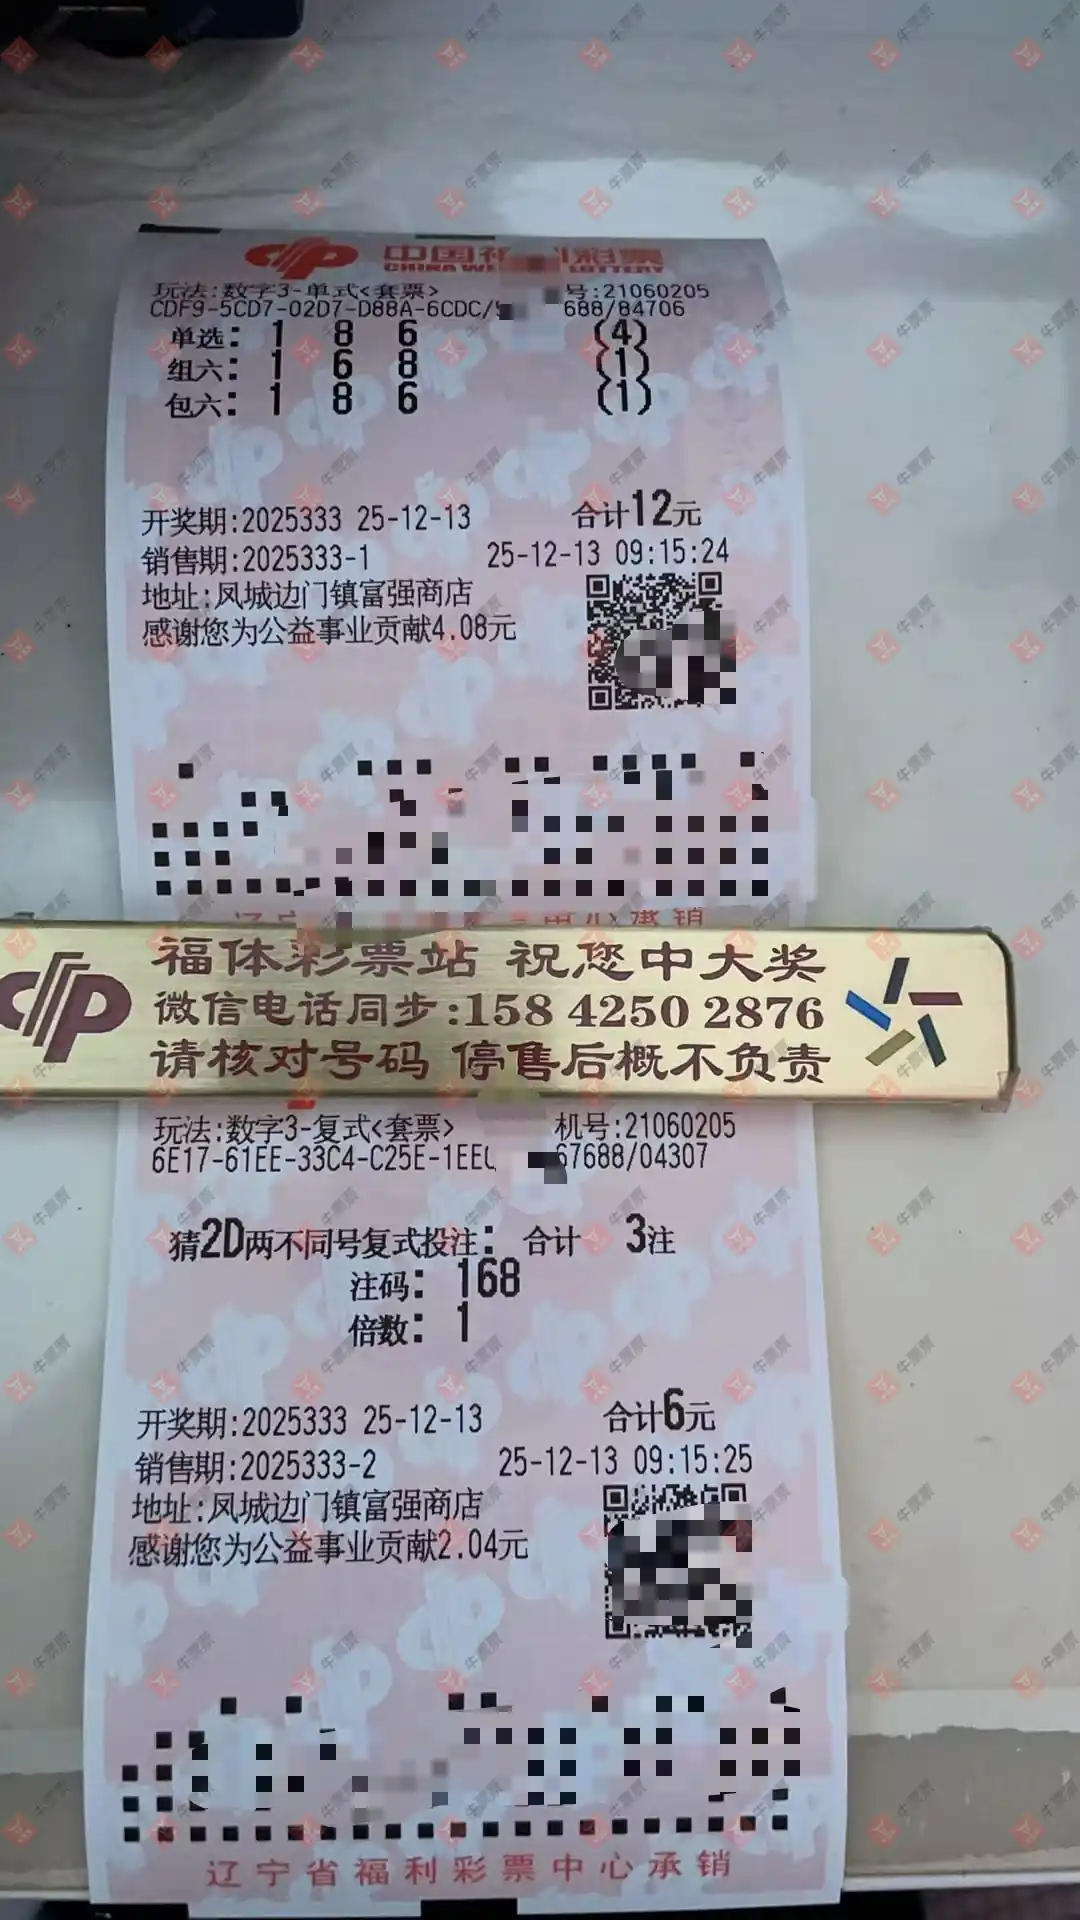 中国福利彩票
CHINA WE LOTTERY
玩法:数字3-单式<套票> 号:21060205
CDF9-5CD7-02D7-D88A-6CDC/ 688/84706
单选: 1 8 6 (4)
组六: 1 6 8 (1)
包六: 1 8 6 (1)
开奖期:2025333 25-12-13 合计12元
销售期:2025333-1 25-12-13 09:15:24
地址:凤城边门镇富强商店
感谢您为公益事业贡献4.08元
中心承销
福体彩票站 祝您中大奖
微信电话同步:158 4250 2876
请核对号码 停售后概不负责
玩法:数字3-复式<套票> 机号:21060205
6E17-61EE-33C4-C25E-1EE 67688/04307
猜2D两不同号复式投注: 合计 3注
注码: 168
倍数: 1
开奖期:2025333 25-12-13 合计6元
销售期:2025333-2 25-12-13 09:15:25
地址:凤城边门镇富强商店
感谢您为公益事业贡献2.04元
辽宁省福利彩票中心承销
牛票票